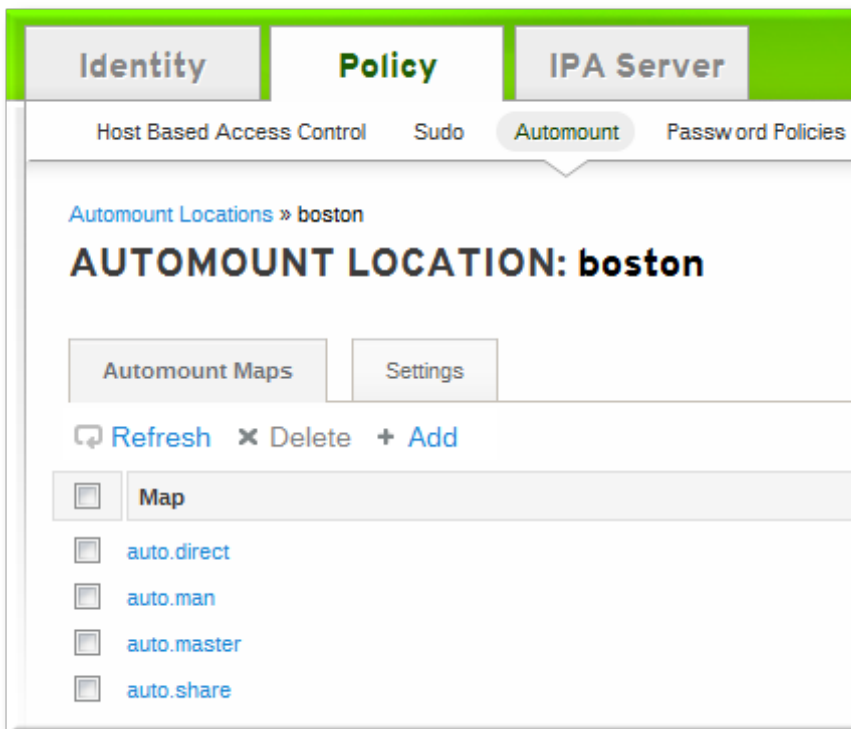 Identity Policy IPA Server
Host Based Access Control Sudo Automount Password Policies
Automount Locations » boston
AUTOMOUNT LOCATION: boston
Automount Maps Settings
Refresh Delete Add
Map
auto.direct
auto.man
auto.master
auto.share